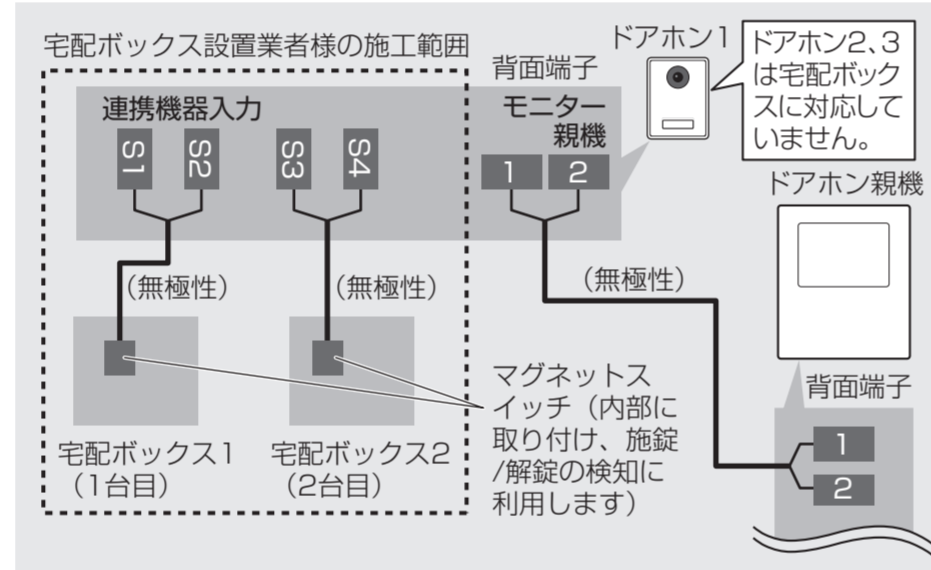 宅配ボックス設置業者様の施工範囲
連携機器入力
S1
S2
S3
S4
背面端子
モニター
親機
1
2
ドアホン1
ドアホン2、3
は宅配ボック
スに対応して
いません。
ドアホン親機
(無極性)
(無極性)
(無極性)
マグネットス
イッチ(内部に
取り付け、施錠
/解錠の検知に
利用します)
宅配ボックス1
(1台目)
宅配ボックス2
(2台目)
背面端子
1
2